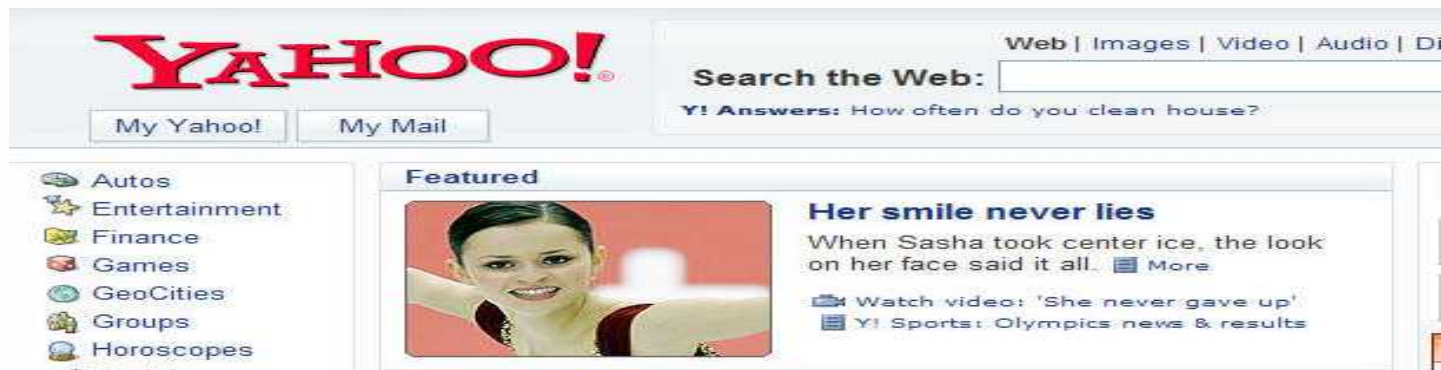 YAHOO!®
Web | Images | Video | Audio | Di
Search the Web:
Y! Answers: How often do you clean house?
My Yahoo! My Mail
Autos
Entertainment
Finance
Games
GeoCities
Groups
Horoscopes
Featured
Her smile never lies
When Sasha took center ice, the look
on her face said it all. More
Watch video: 'She never gave up'
Y! Sports: Olympics news & results